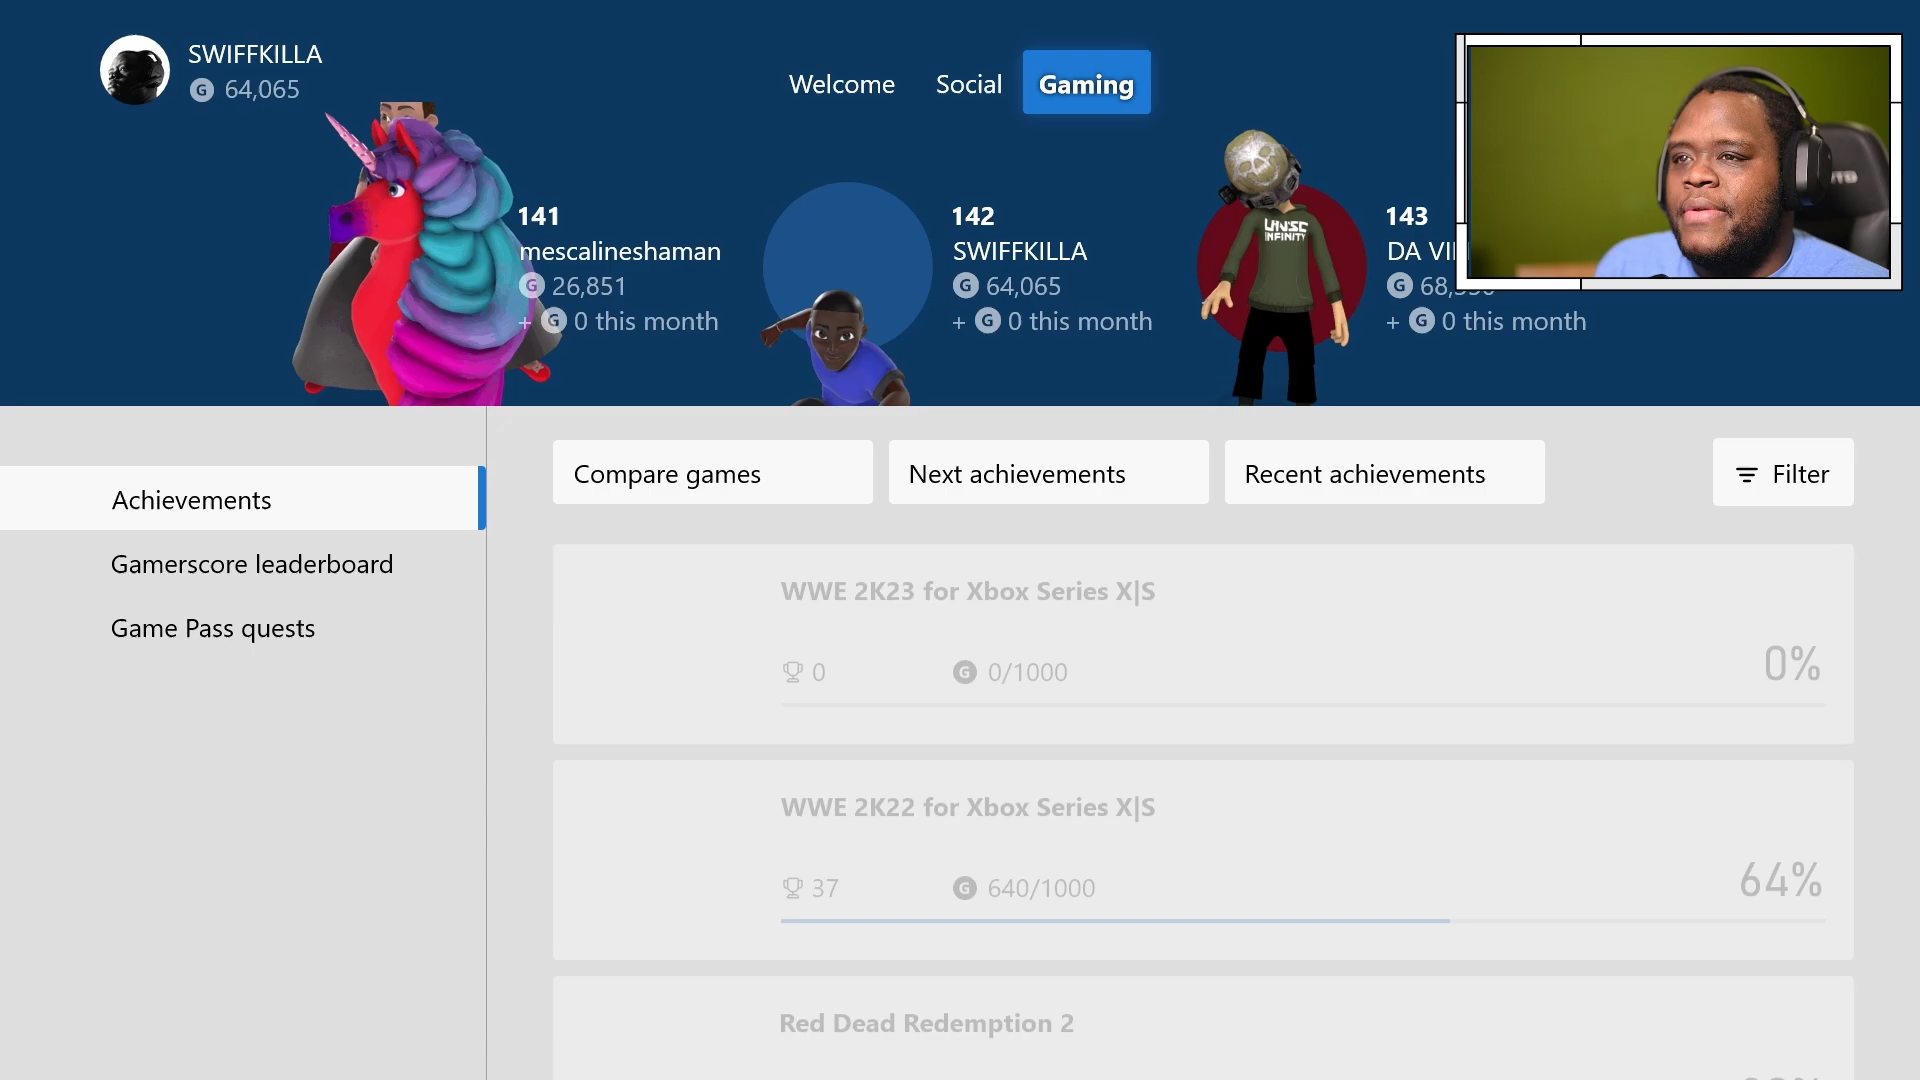 SWIFFKILLA
G 64,065
Welcome Social Gaming
141
mescalineshaman
G 26,851
+ G 0 this month
142
SWIFFKILLA
G 64,065
+ G 0 this month
UNSC
INFINITY
143
DA
G 68,
+ G 0 this month
Achievements
Gamerscore leaderboard
Game Pass quests
Compare games
Next achievements
Recent achievements
Filter
WWE 2K23 for Xbox Series X|S
0
G 0/1000
0%
WWE 2K22 for Xbox Series X|S
37
G 640/1000
64%
Red Dead Redemption 2